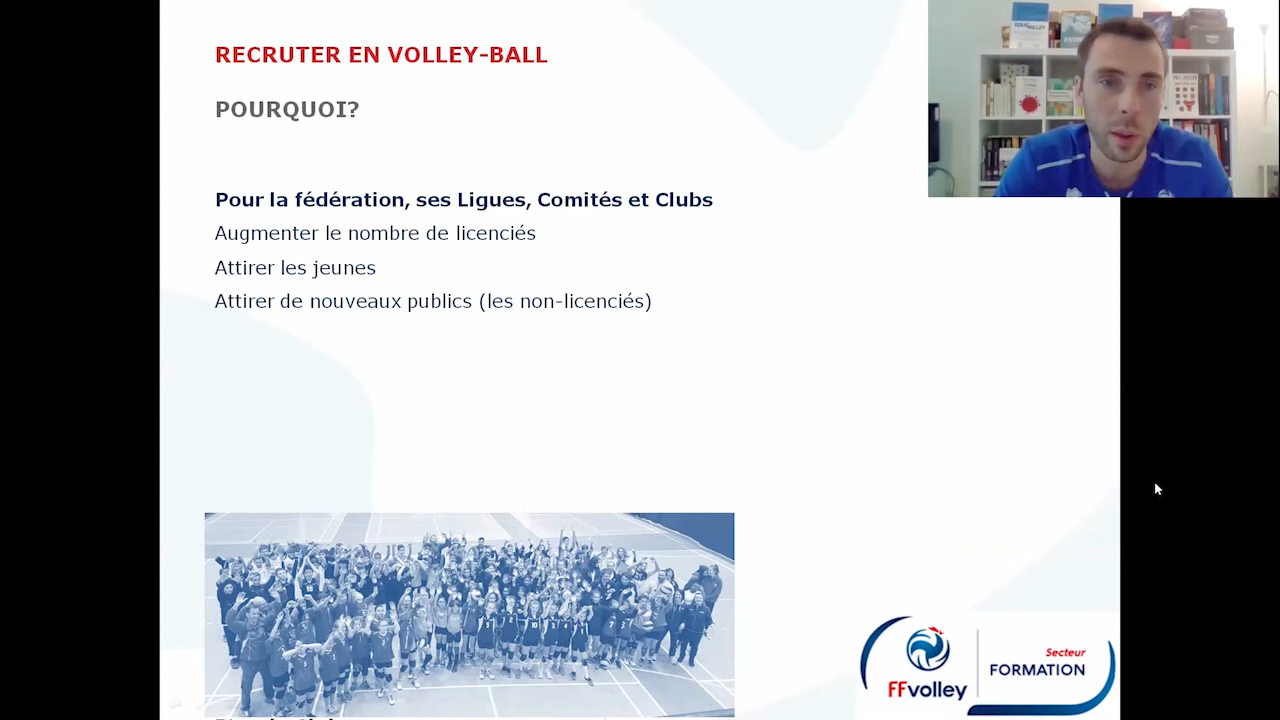 RECRUTER EN VOLLEY-BALL
POURQUOI?
Pour la fédération, ses Ligues, Comités et Clubs
Augmenter le nombre de licenciés
Attirer les jeunes
Attirer de nouveaux publics (les non-licenciés)
Secteur
FORMATION
FFvolley